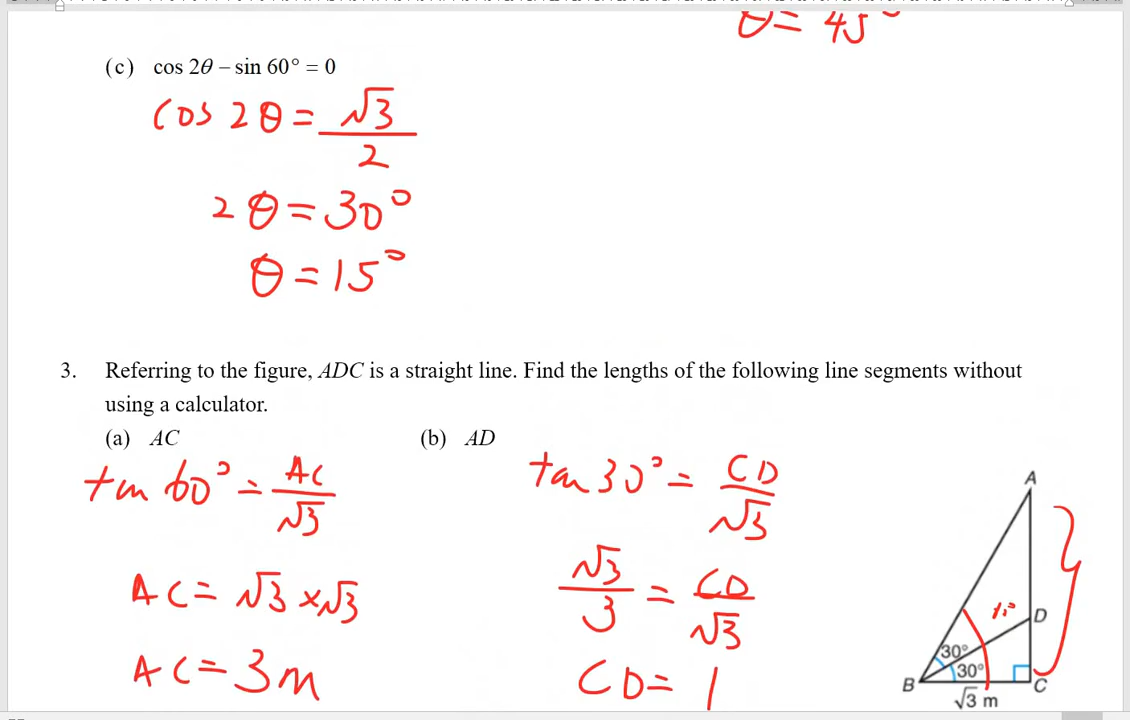 θ = 45°
(c) cos 2θ – sin 60° = 0
cos 2θ = √3/2
2θ = 30°
θ = 15°
3. Referring to the figure, ADC is a straight line. Find the lengths of the following line segments without
using a calculator.
(a) AC
(b) AD
tan 60° = AC/√3
AC = √3 × √3
AC = 3 m
tan 30° = CD/√3
√3/3 = CD/√3
CD = 1
A
D
30°
30°
B
C
√3 m